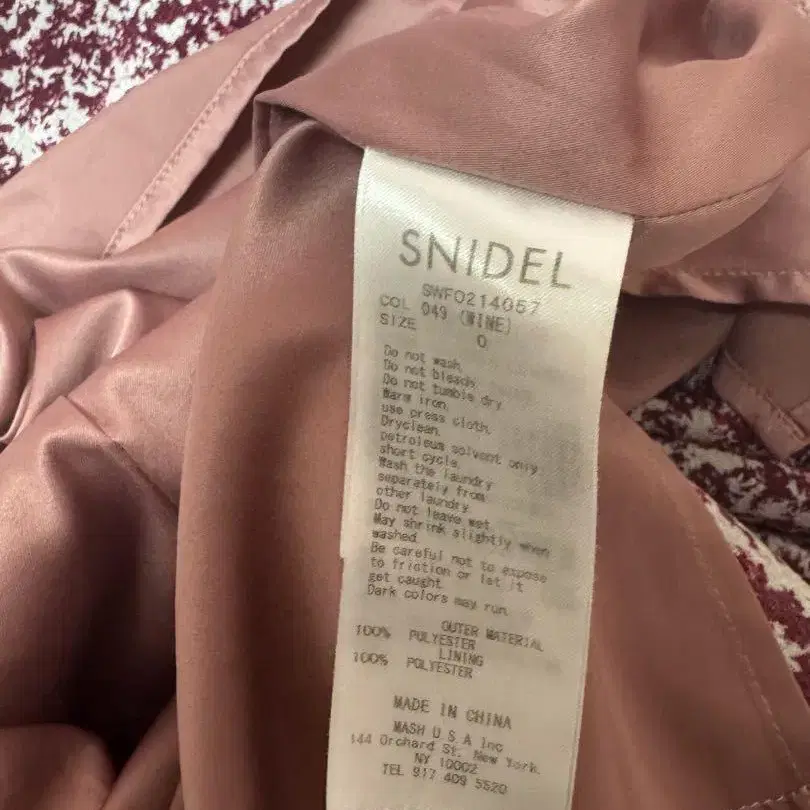 SNIDEL
SWFO214057
COL 049 (WINE)
SIZE 0
Do not wash.
Do not bleach.
Do not tumble dry.
Warm iron.
use press cloth.
Dryclean.
petroleum solvent only
short cycle.
Wash the laundry
separately from
other laundry.
Do not leave wet.
May shrink slightly when
washed.
Be careful not to expose
to friction or let it
get caught.
Dark colors may run.
OUTER MATERIAL
100% POLYESTER
LINING
100% POLYESTER
MADE IN CHINA
MASH U S A Inc
144 Orchard St. New York.
NY 10002
TEL 917 409 5520